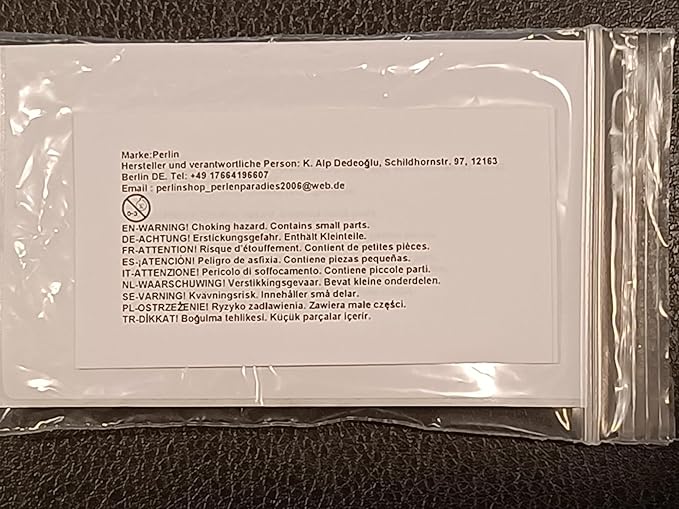 Marke:Perlin
Hersteller und verantwortliche Person: K. Alp Dedeoğlu, Schildhornstr. 97, 12163
Berlin DE. Tel: +49 17664196607
Email : perlinshop_perlenparadies2006@web.de
0-3
EN-WARNING! Choking hazard. Contains small parts.
DE-ACHTUNG! Erstickungsgefahr. Enthält Kleinteile.
FR-ATTENTION! Risque d'étouffement. Contient de petites pièces.
ES-¡ATENCIÓN! Peligro de asfixia. Contiene piezas pequeñas.
IT-ATTENZIONE! Pericolo di soffocamento. Contiene piccole parti.
NL-WAARSCHUWING! Verstikkingsgevaar. Bevat kleine onderdelen.
SE-VARNING! Kvävningsrisk. Innehåller små delar.
PL-OSTRZEŻENIE! Ryzyko zadławienia. Zawiera małe części.
TR-DİKKAT! Boğulma tehlikesi. Küçük parçalar içerir.